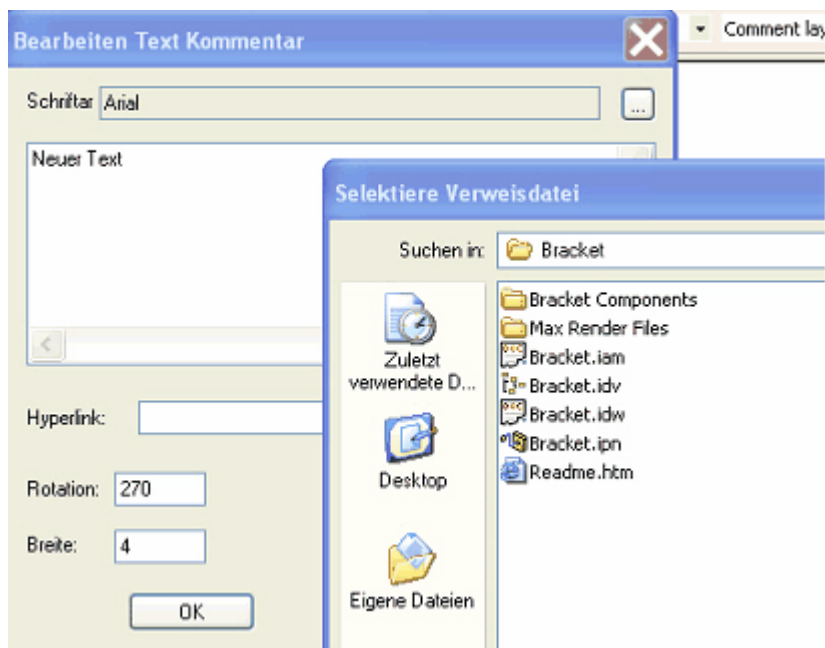 Bearbeiten Text Kommentar
Comment lay
Schriftar Arial
...
Neuer Text
Selektiere Verweisdatei
Suchen in: Bracket
Bracket Components
Max Render Files
Bracket.iam
Bracket.idv
Bracket.idw
Bracket.ipn
Readme.htm
Zuletzt
verwendete D...
Desktop
Eigene Dateien
Hyperlink:
Rotation: 270
Breite: 4
OK